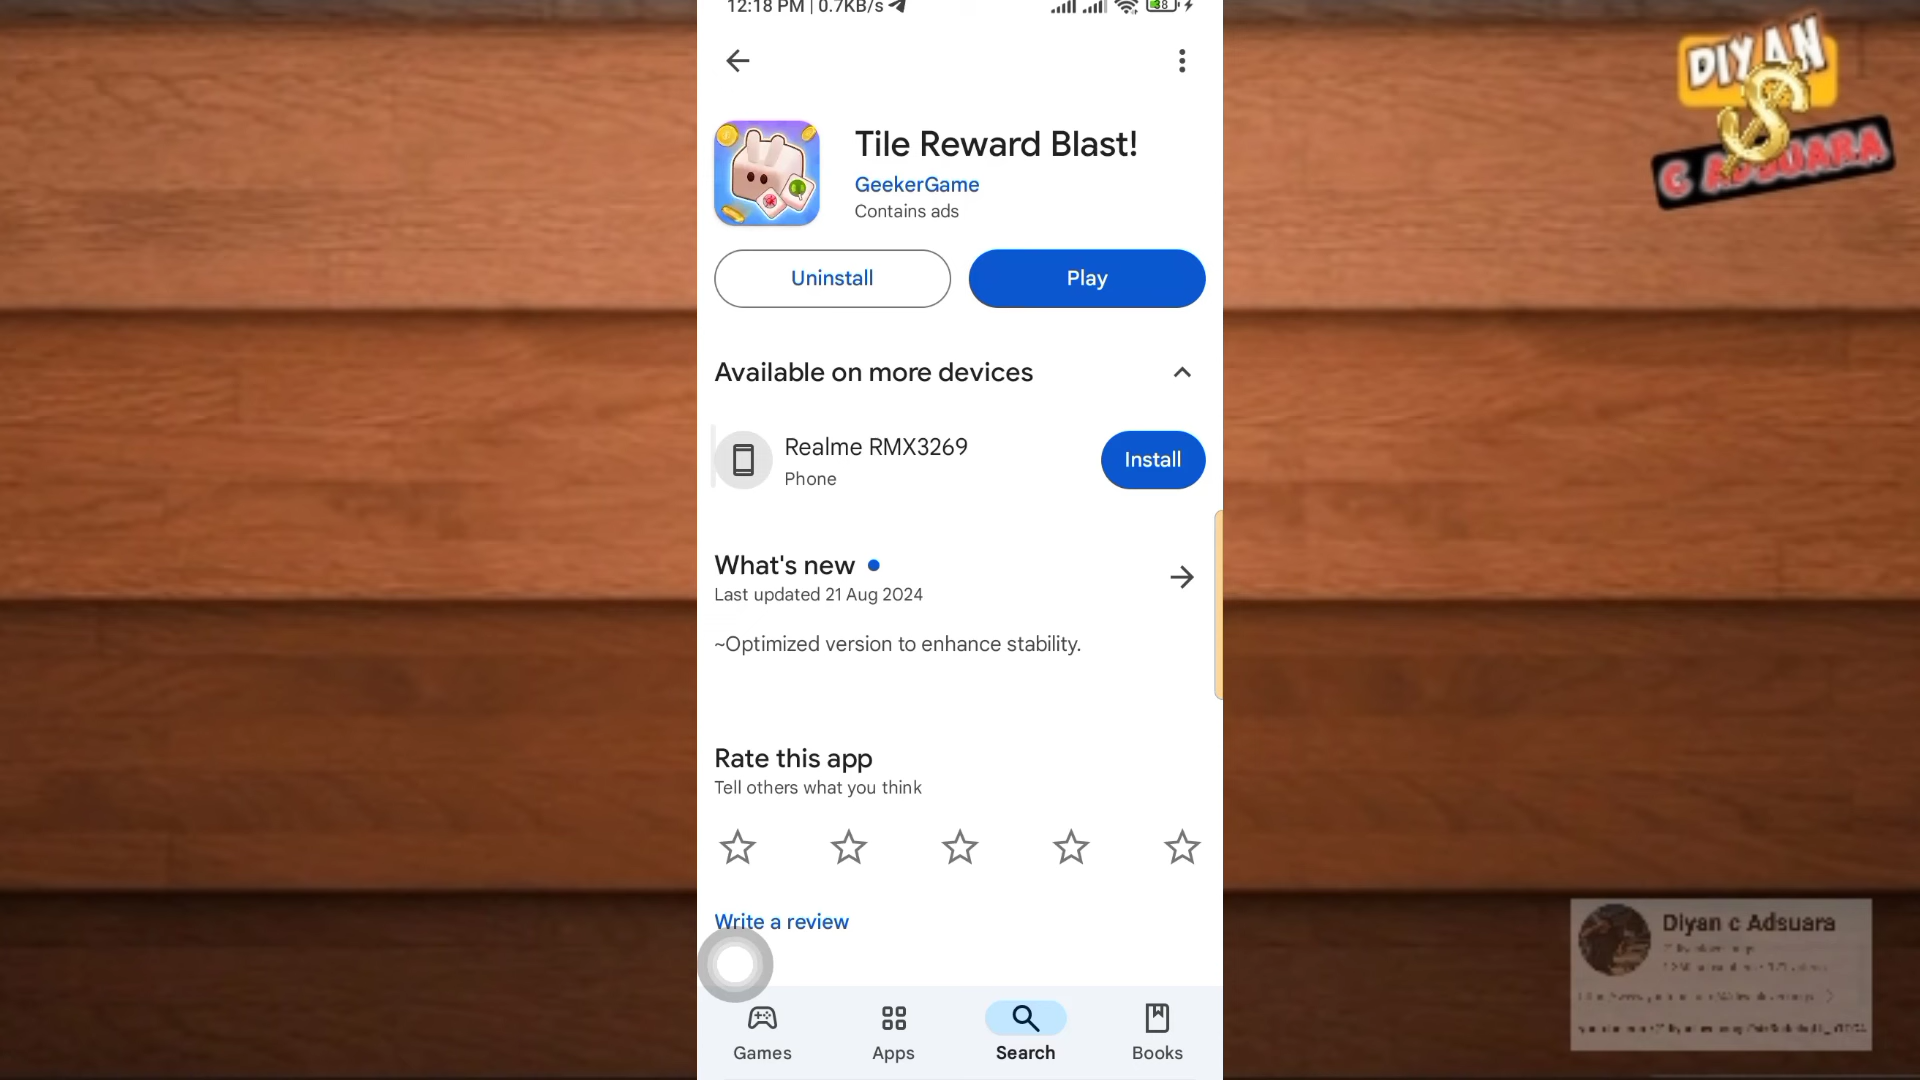 12:18 PM | 0.7KB/s
38
DIYAN
$
C ADSUARA
Tile Reward Blast!
GeekerGame
Contains ads
Uninstall
Play
Available on more devices
Realme RMX3269
Phone
Install
What's new
Last updated 21 Aug 2024
~Optimized version to enhance stability.
Rate this app
Tell others what you think
Write a review
Diyan c Adsuara
Games
Apps
Search
Books